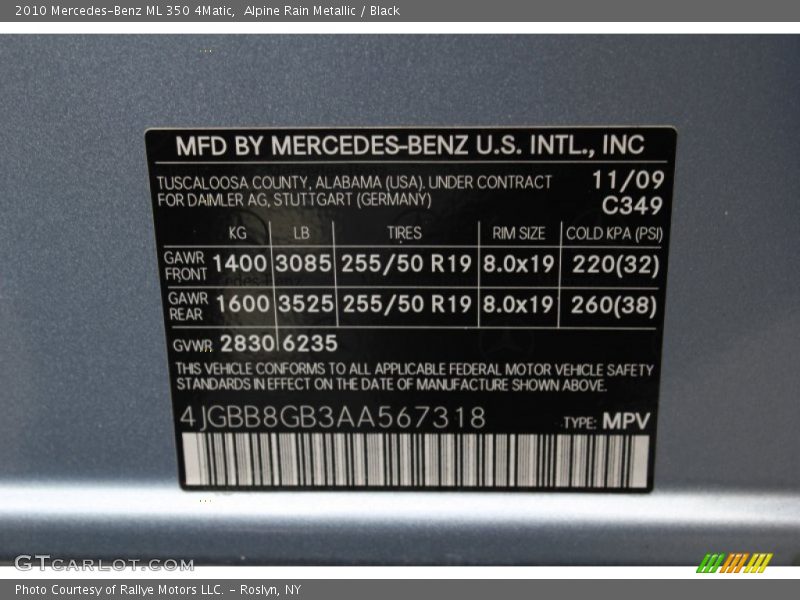 2010 Mercedes-Benz ML 350 4Matic,  Alpine Rain Metallic / Black
MFD BY MERCEDES-BENZ U.S. INTL., INC
TUSCALOOSA COUNTY, ALABAMA (USA). UNDER CONTRACT 11/09
FOR DAIMLER AG, STUTTGART (GERMANY) C349
KG LB TIRES RIM SIZE COLD KPA (PSI)
GAWR FRONT 1400 3085 255/50 R19 8.0x19 220(32)
GAWR REAR 1600 3525 255/50 R19 8.0x19 260(38)
GVWR 2830 6235
THIS VEHICLE CONFORMS TO ALL APPLICABLE FEDERAL MOTOR VEHICLE SAFETY
STANDARDS IN EFFECT ON THE DATE OF MANUFACTURE SHOWN ABOVE.
4JGBB8GB3AA567318 TYPE: MPV
GTCARLOT.COM
Photo Courtesy of Rallye Motors LLC. - Roslyn, NY